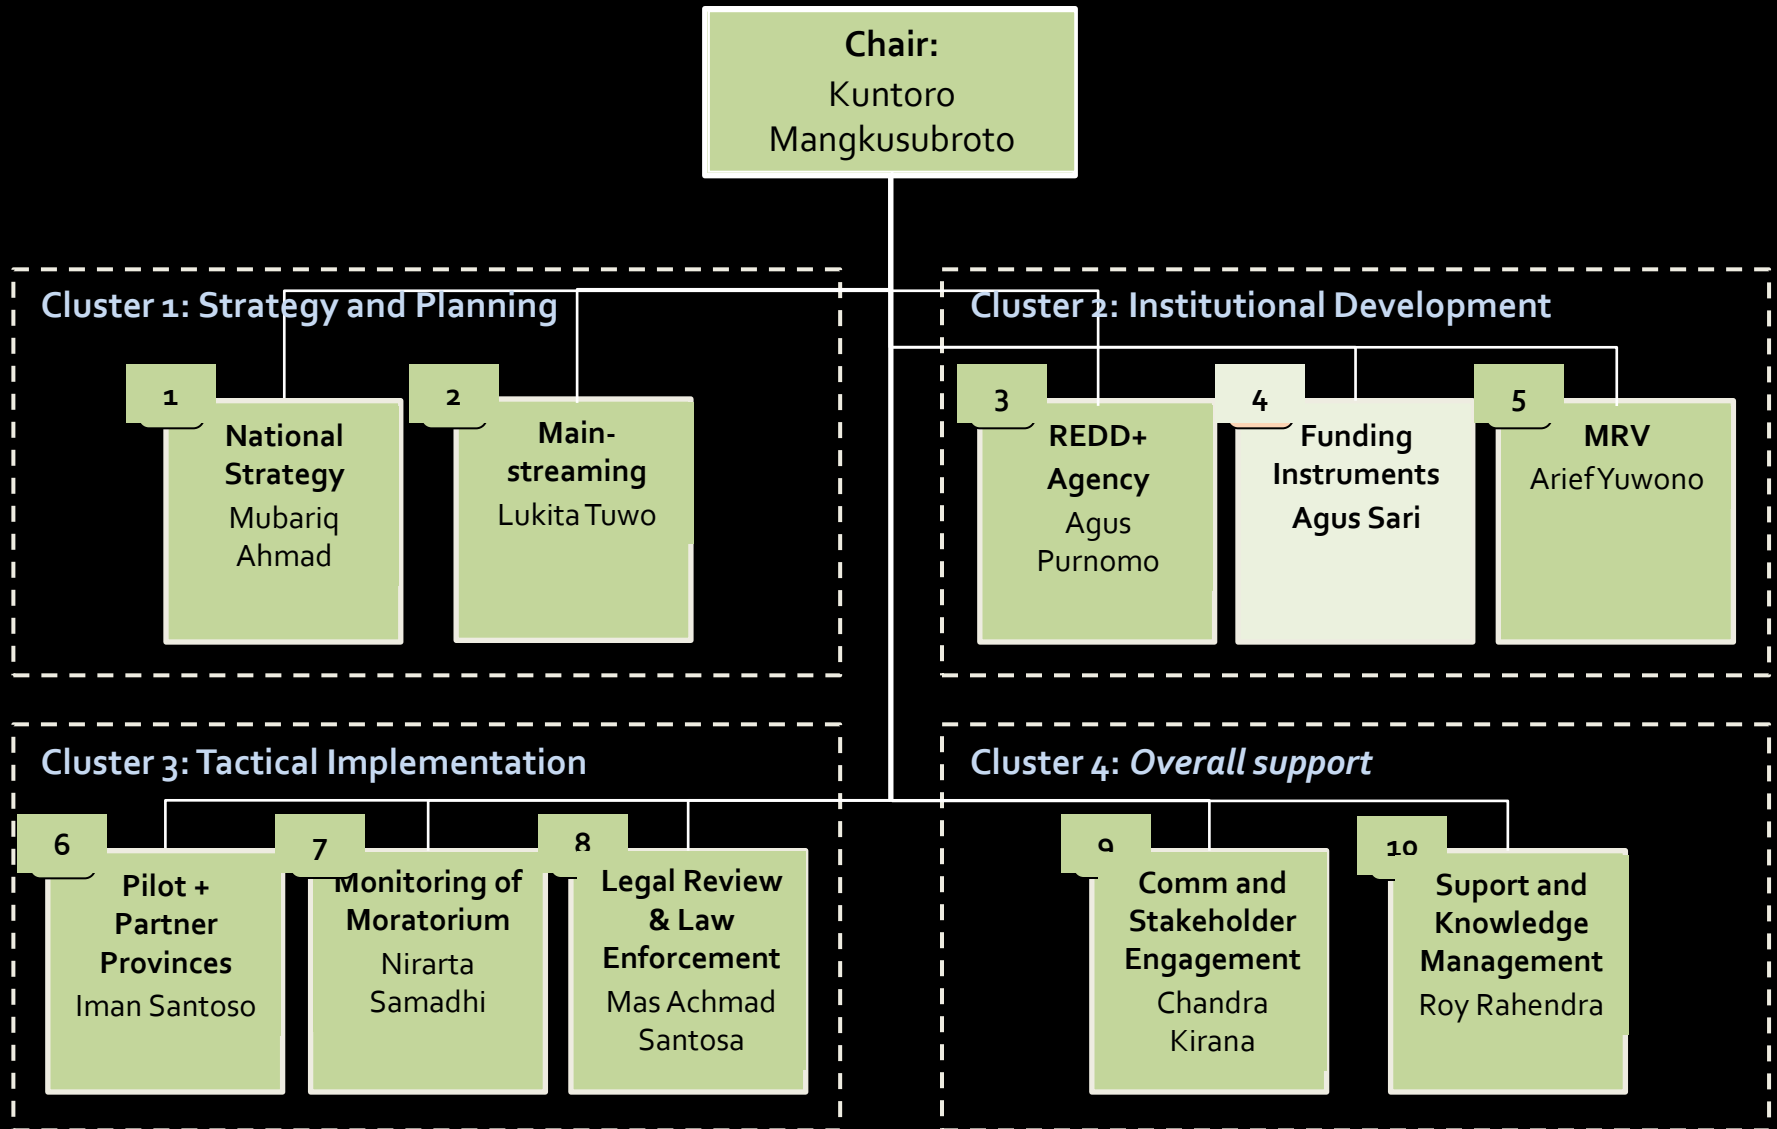 Chair:
Kuntoro
Mangkusubroto
Cluster 1: Strategy and Planning
1
National
Strategy
Mubariq
Ahmad
2
Main-
streaming
Lukita Tuwo
Cluster 2: Institutional Development
3
REDD+
Agency
Agus
Purnomo
4
Funding
Instruments
Agus Sari
5
MRV
Arief Yuwono
Cluster 3: Tactical Implementation
6
Pilot +
Partner
Provinces
Iman Santoso
7
Monitoring of
Moratorium
Nirarta
Samadhi
8
Legal Review
& Law
Enforcement
Mas Achmad
Santosa
Cluster 4: Overall support
9
Comm and
Stakeholder
Engagement
Chandra
Kirana
10
Suport and
Knowledge
Management
Roy Rahendra